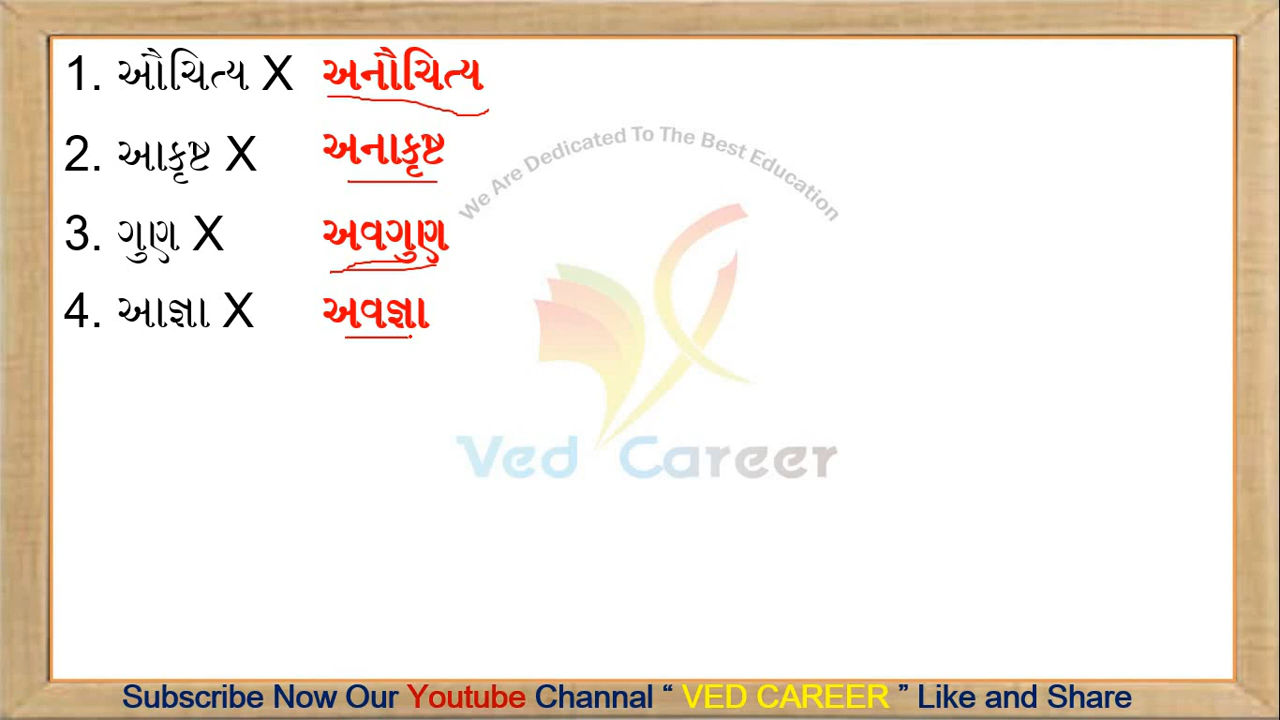 1. ઔચિત્ય X અનૌચિત્ય
2. આકૃષ્ટ X અનાકૃષ્ટ
We Are Dedicated To The Best Education
3. ગુણ X અવગુણ
4. આજ્ઞા X અવજ્ઞા
Ved Career
Subscribe Now Our Youtube Channal “ VED CAREER ” Like and Share